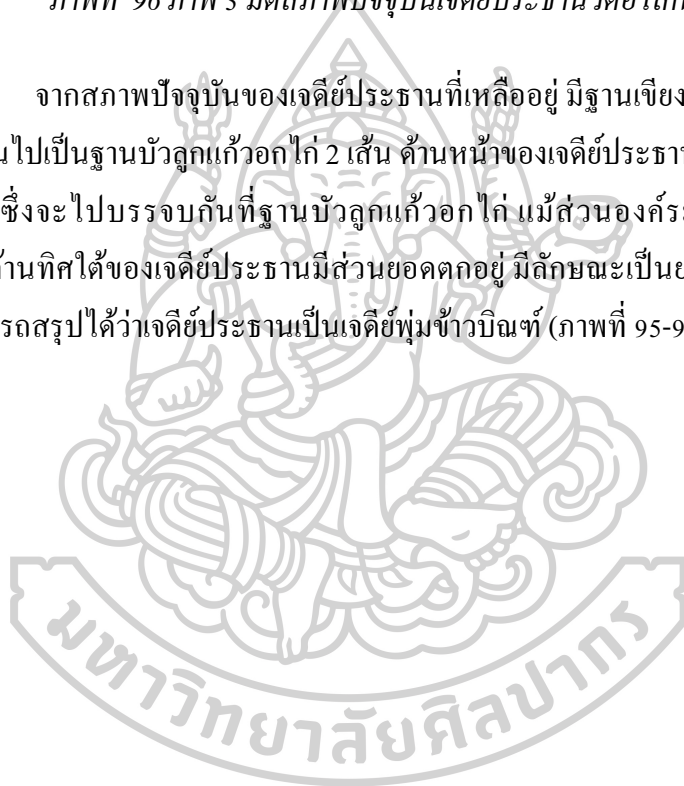 ภาพที่ 96 ภาพ 3 มิติสภาพปัจจุบันเจดีย์ประธานวัดอโสก
จากสภาพปัจจุบันของเจดีย์ประธานที่เหลืออยู่ มีฐานเขียง
นไปเป็นฐานบัวลูกแก้วอกไก่ 2 เส้น ด้านหน้าของเจดีย์ประธาน
ซึ่งจะไปบรรจบกันที่ฐานบัวลูกแก้วอกไก่ แม้ส่วนองค์ระ
ด้านทิศใต้ของเจดีย์ประธานมีส่วนยอดตกอยู่ มีลักษณะเป็นย
รถสรุปได้ว่าเจดีย์ประธานเป็นเจดีย์พุ่มข้าวบิณฑ์ (ภาพที่ 95-9
มหาวิทยาลัยศิลปากร